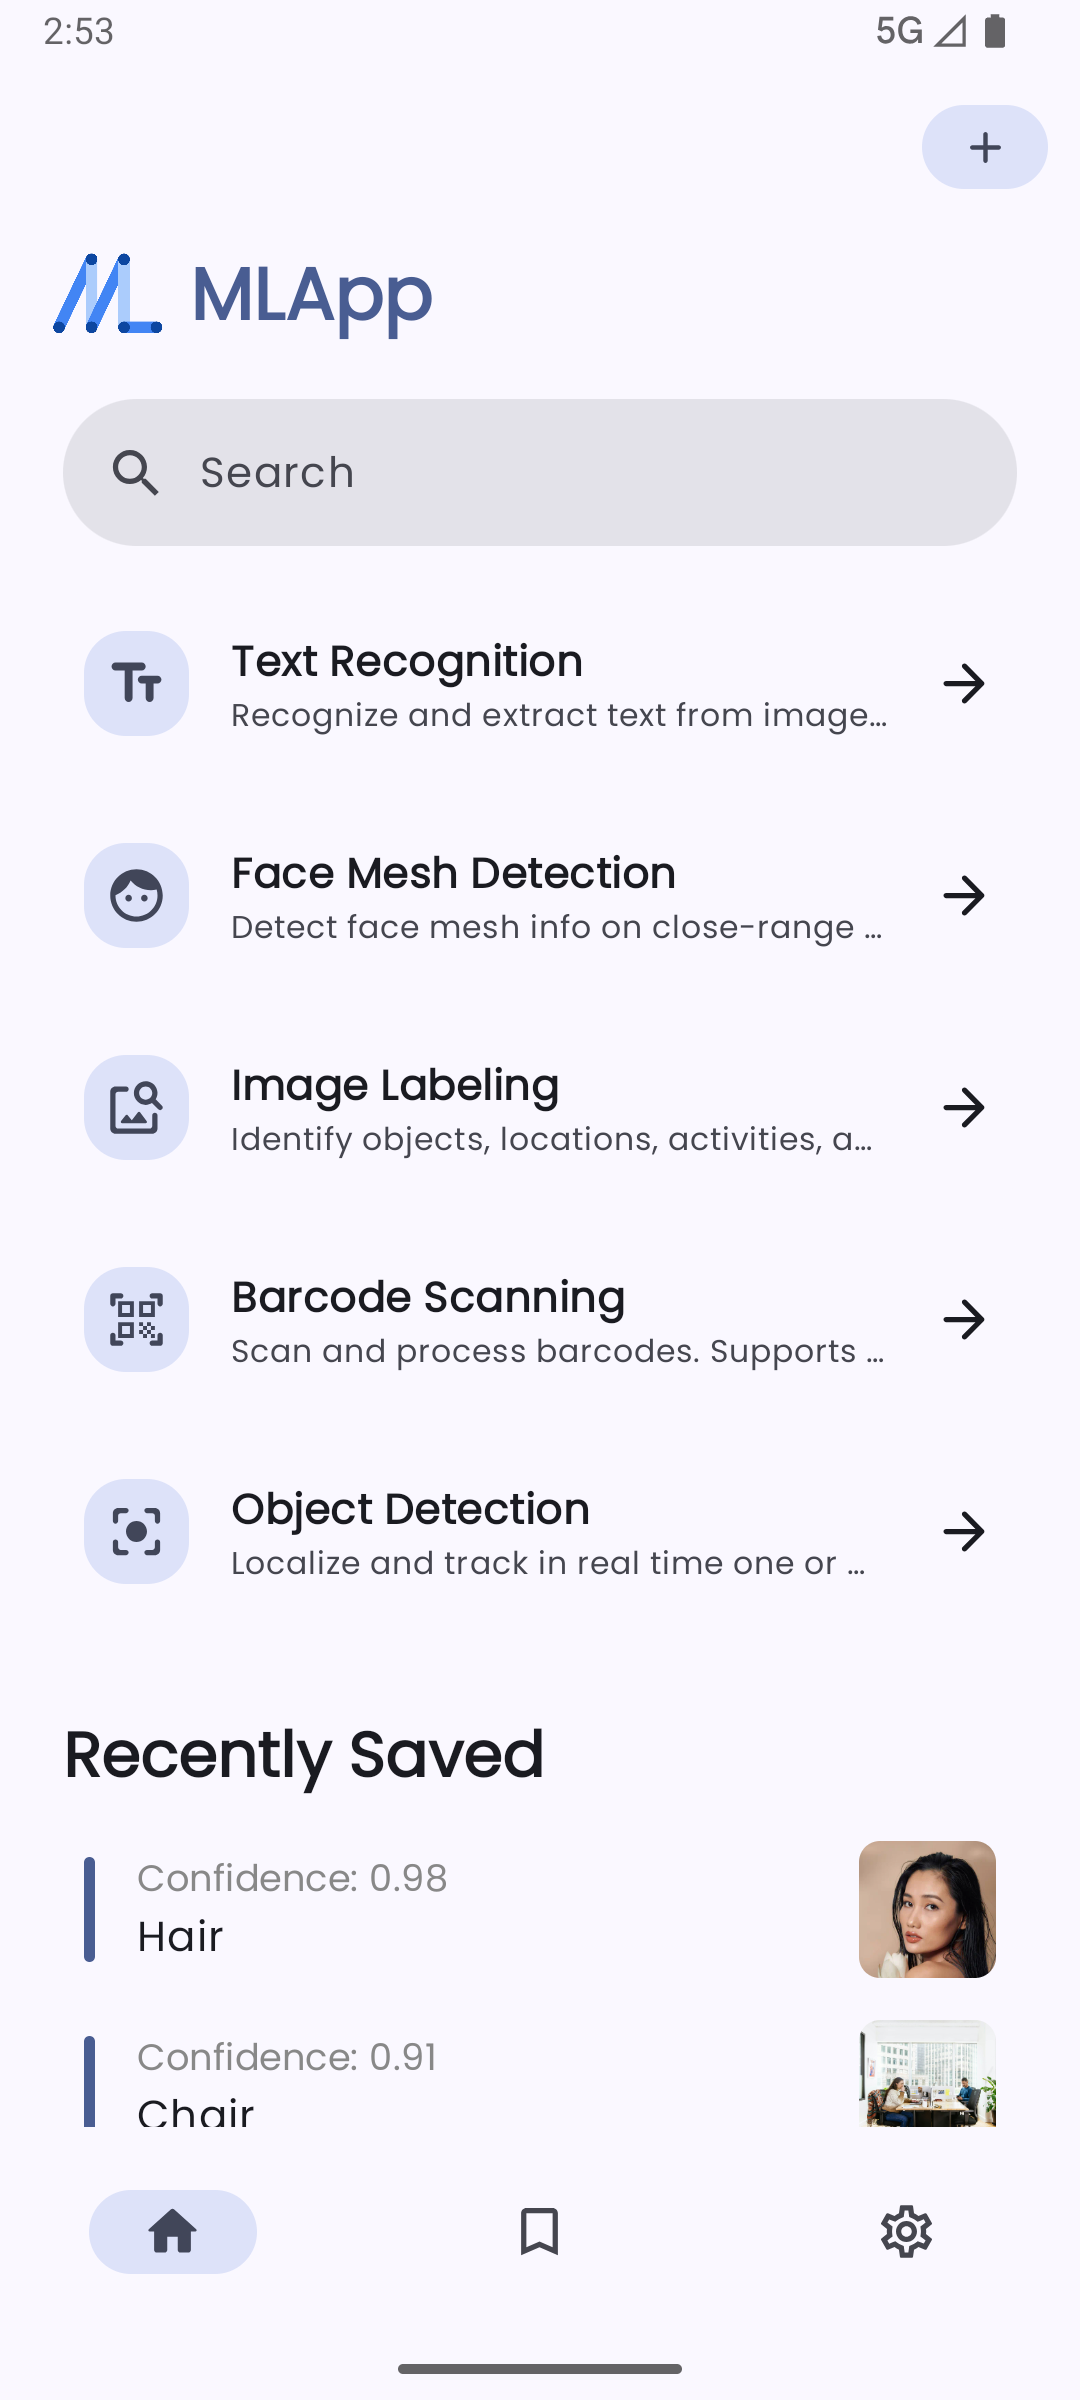 2:53
5G
MLApp
Search
Text Recognition
Recognize and extract text from image…
Face Mesh Detection
Detect face mesh info on close-range …
Image Labeling
Identify objects, locations, activities, a…
Barcode Scanning
Scan and process barcodes. Supports …
Object Detection
Localize and track in real time one or …
Recently Saved
Confidence: 0.98
Hair
Confidence: 0.91
Chair